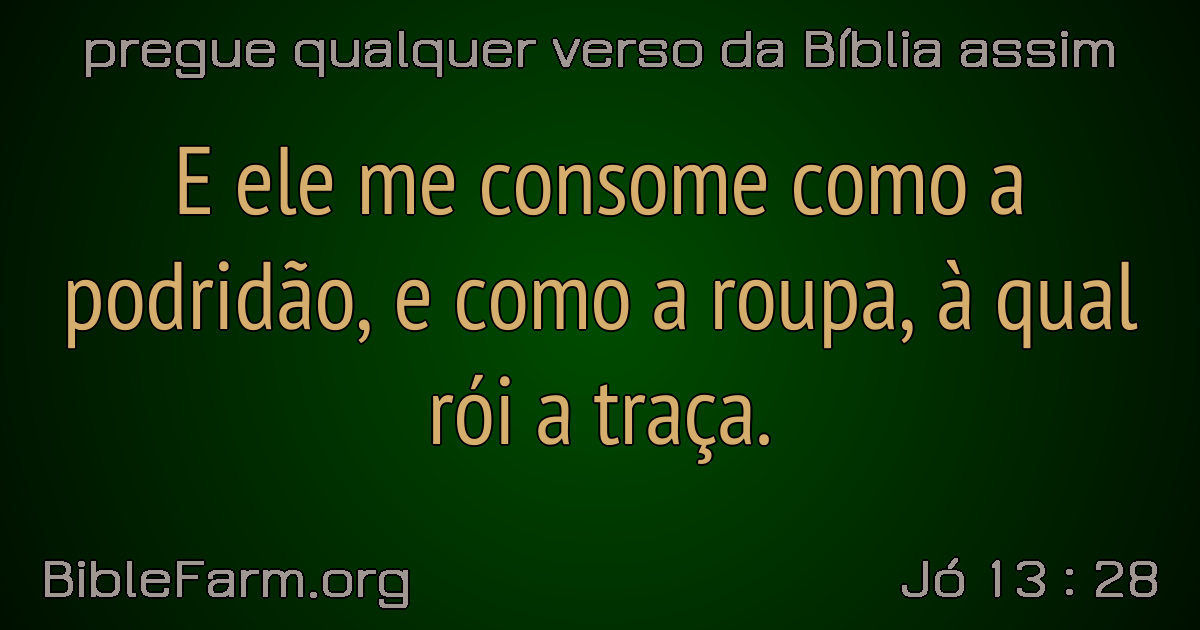 pregue qualquer verso da Bíblia assim
E ele me consome como a
podridão, e como a roupa, à qual
rói a traça.
BibleFarm.org
Jó 13 : 28